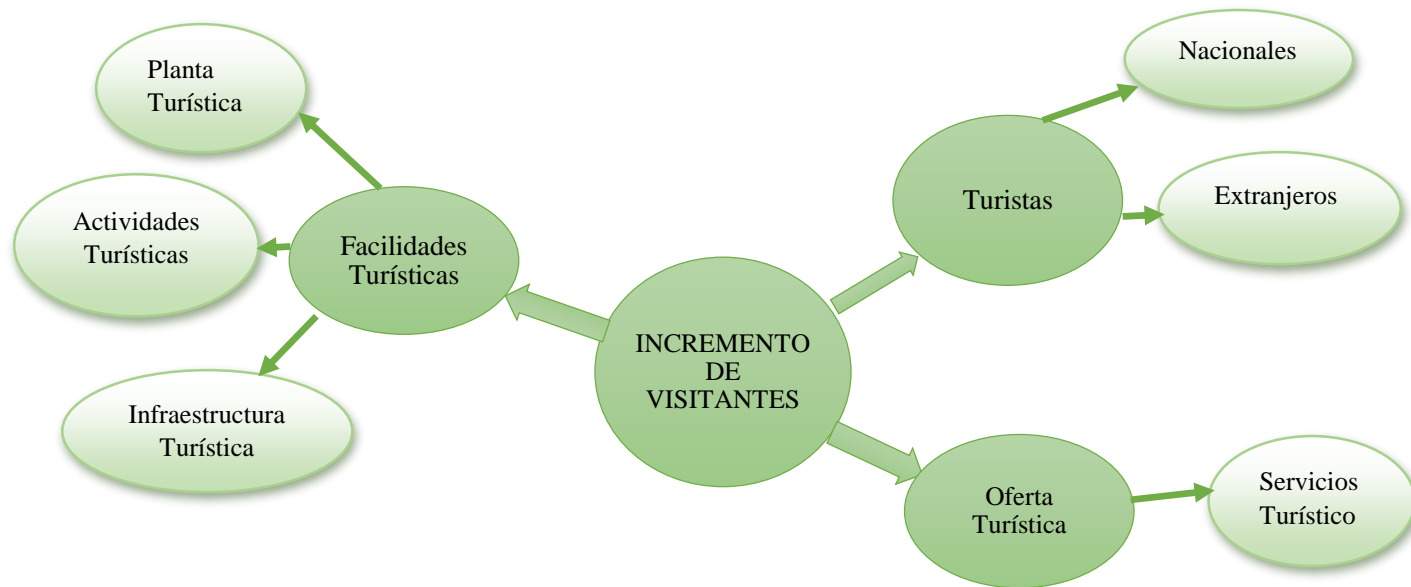 Planta
Turística
Actividades
Turísticas
Infraestructura
Turística
Facilidades
Turísticas
INCREMENTO
DE
VISITANTES
Turistas
Nacionales
Extranjeros
Oferta
Turística
Servicios
Turístico